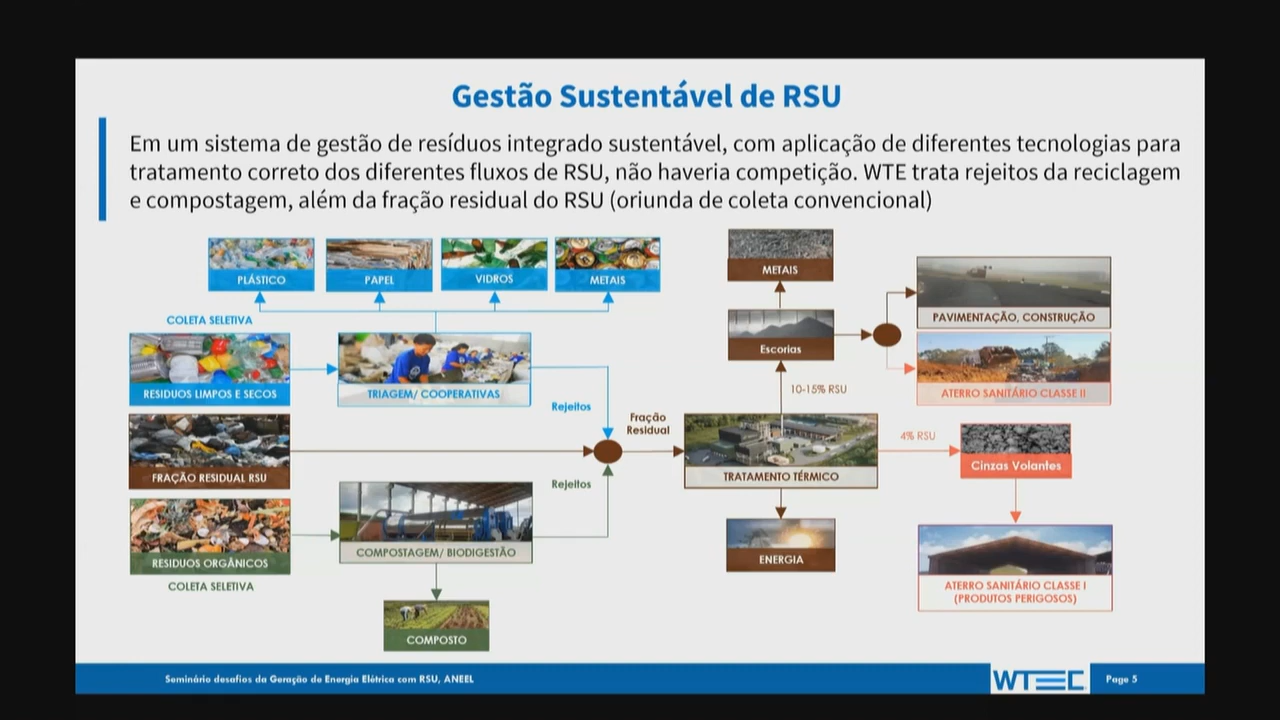 Gestão Sustentável de RSU
Em um sistema de gestão de resíduos integrado sustentável, com aplicação de diferentes tecnologias para
tratamento correto dos diferentes fluxos de RSU, não haveria competição. WTE trata rejeitos da reciclagem
e compostagem, além da fração residual do RSU (oriunda de coleta convencional)
PLÁSTICO
PAPEL
VIDROS
METAIS
METAIS
COLETA SELETIVA
PAVIMENTAÇÃO, CONSTRUÇÃO
Escorias
RESIDUOS LIMPOS E SECOS
TRIAGEM/ COOPERATIVAS
10-15% RSU
ATERRO SANITÁRIO CLASSE II
Rejeitos
Fração
Residual
4% RSU
FRAÇÃO RESIDUAL RSU
TRATAMENTO TÉRMICO
Cinzas Volantes
Rejeitos
RESIDUOS ORGÂNICOS
COMPOSTAGEM/ BIODIGESTÃO
ENERGIA
COLETA SELETIVA
ATERRO SANITÁRIO CLASSE I
(PRODUTOS PERIGOSOS)
COMPOSTO
Seminário desafios da Geração de Energia Elétrica com RSU, ANEEL
WTEC
Page 5